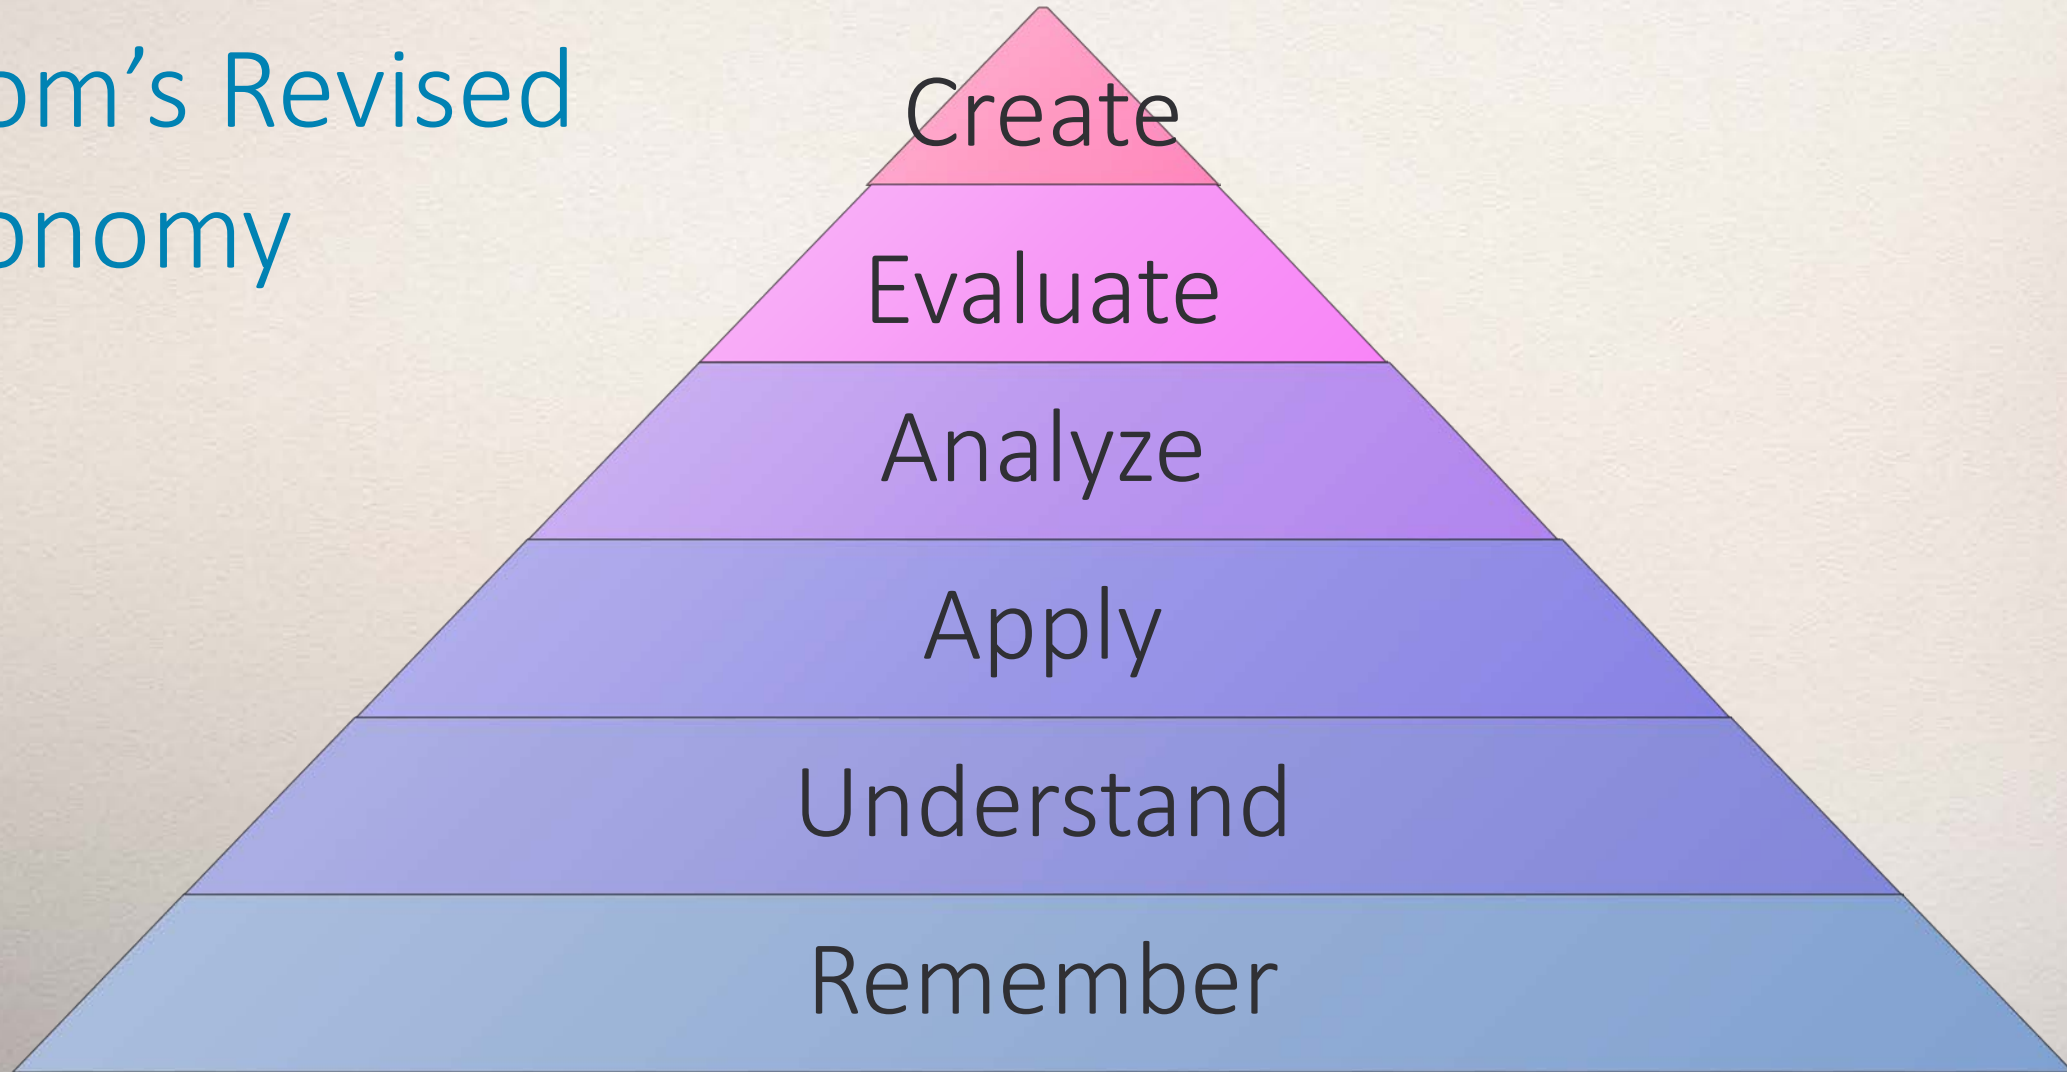 om's Revised
onomy
Create
Evaluate
Analyze
Apply
Understand
Remember